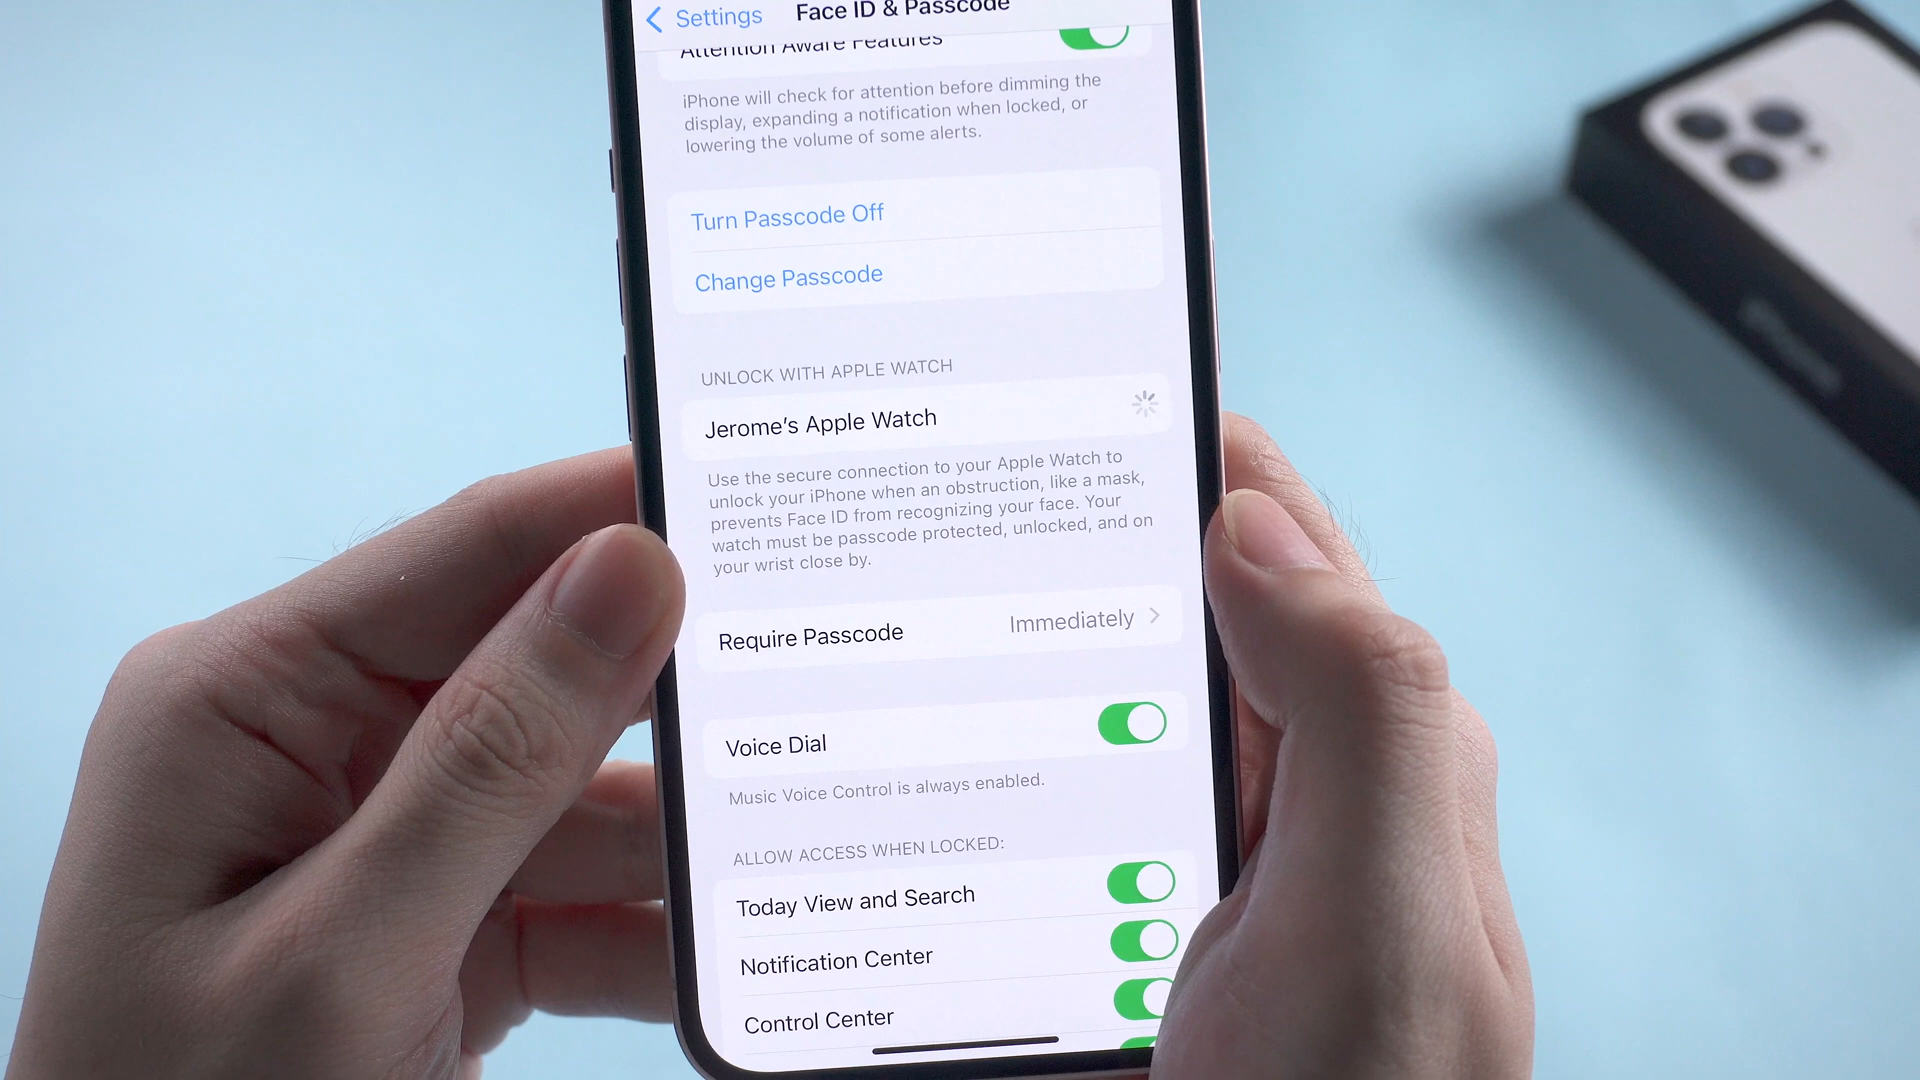 Settings
Face ID & Passcode
Attention Aware Features
iPhone will check for attention before dimming the
display, expanding a notification when locked, or
lowering the volume of some alerts.
Turn Passcode Off
Change Passcode
UNLOCK WITH APPLE WATCH
Jerome's Apple Watch
Use the secure connection to your Apple Watch to
unlock your iPhone when an obstruction, like a mask,
prevents Face ID from recognizing your face. Your
watch must be passcode protected, unlocked, and on
your wrist close by.
Require Passcode
Immediately
Voice Dial
Music Voice Control is always enabled.
ALLOW ACCESS WHEN LOCKED:
Today View and Search
Notification Center
Control Center
iPhone